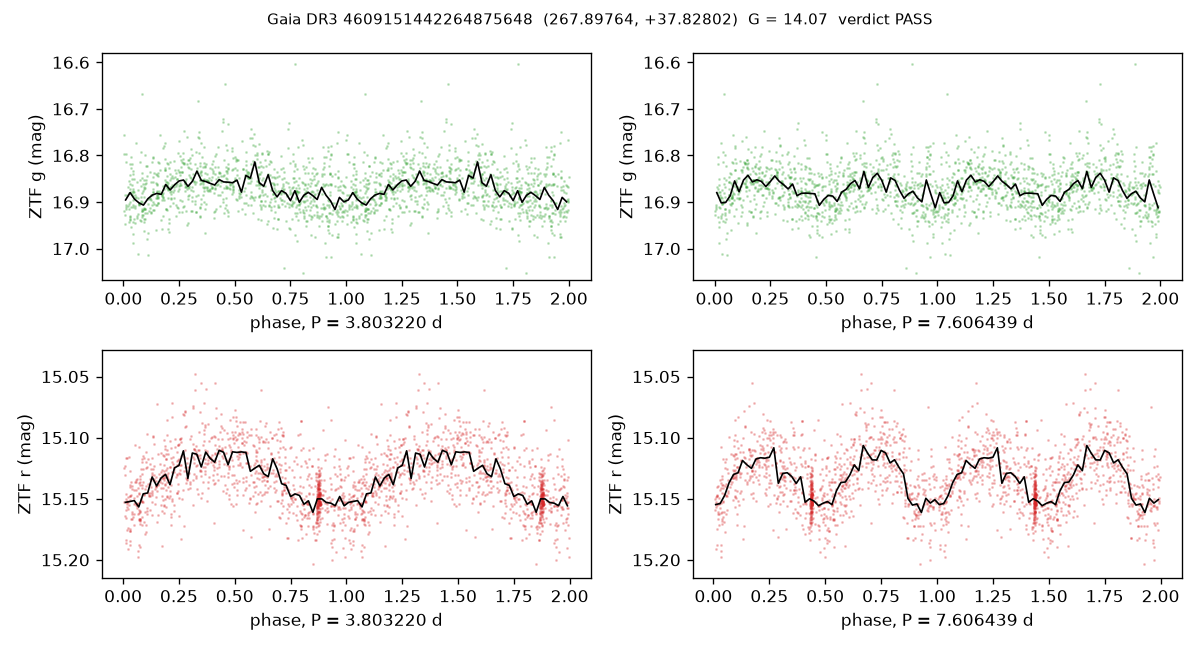 Gaia DR3 4609151442264875648 (267.89764, +37.82802) G = 14.07 verdict PASS
ZTF g (mag)
16.6
16.7
16.8
16.9
17.0
0.00 0.25 0.50 0.75 1.00 1.25 1.50 1.75 2.00
phase, P = 3.803220 d
ZTF g (mag)
16.6
16.7
16.8
16.9
17.0
0.00 0.25 0.50 0.75 1.00 1.25 1.50 1.75 2.00
phase, P = 7.606439 d
ZTF r (mag)
15.05
15.10
15.15
15.20
0.00 0.25 0.50 0.75 1.00 1.25 1.50 1.75 2.00
phase, P = 3.803220 d
ZTF r (mag)
15.05
15.10
15.15
15.20
0.00 0.25 0.50 0.75 1.00 1.25 1.50 1.75 2.00
phase, P = 7.606439 d